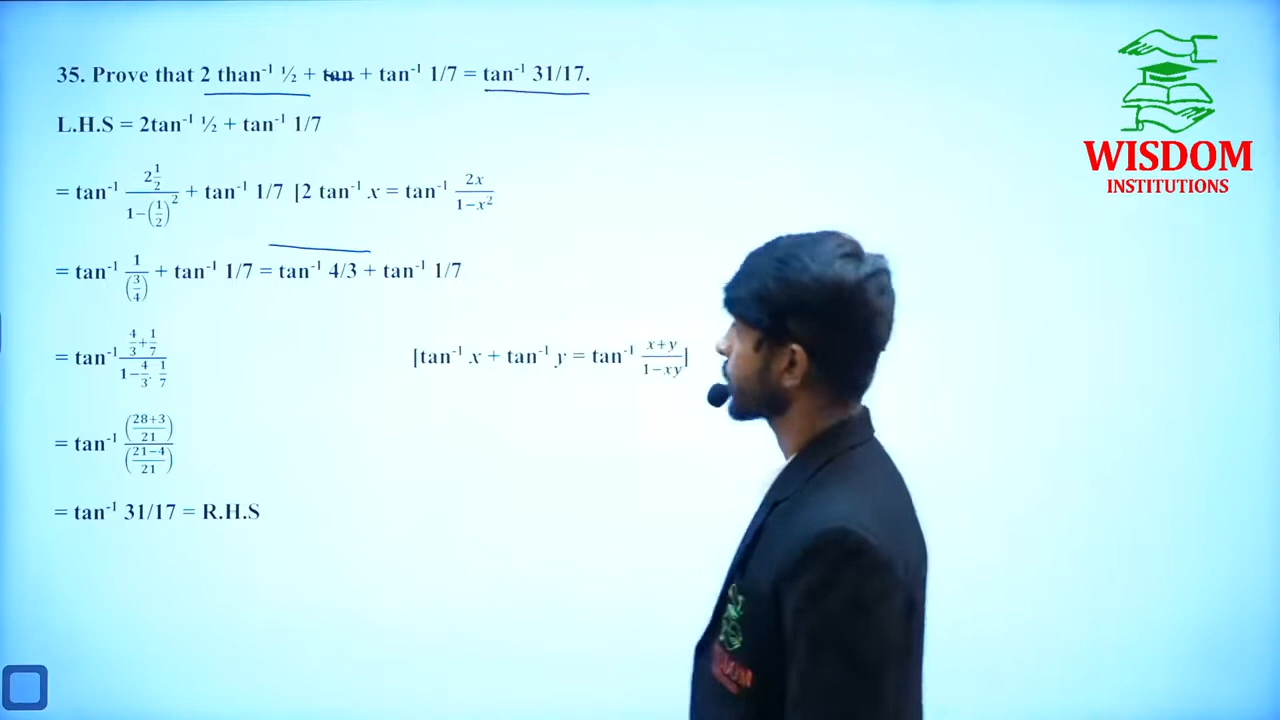 35. Prove that 2 than⁻¹ ½ + tan + tan⁻¹ 1/7 = tan⁻¹ 31/17.
L.H.S = 2tan⁻¹ ½ + tan⁻¹ 1/7
= tan⁻¹ (2 1/2)/(1−(1/2)²) + tan⁻¹ 1/7 [2 tan⁻¹ x = tan⁻¹ 2x/(1−x²)
= tan⁻¹ 1/(3/4) + tan⁻¹ 1/7 = tan⁻¹ 4/3 + tan⁻¹ 1/7
= tan⁻¹ (4/3+1/7)/(1−4/3. 1/7) [tan⁻¹ x + tan⁻¹ y = tan⁻¹ (x+y)/(1−xy)]
= tan⁻¹ ((28+3)/21)/((21−4)/21)
= tan⁻¹ 31/17 = R.H.S
WISDOM
INSTITUTIONS